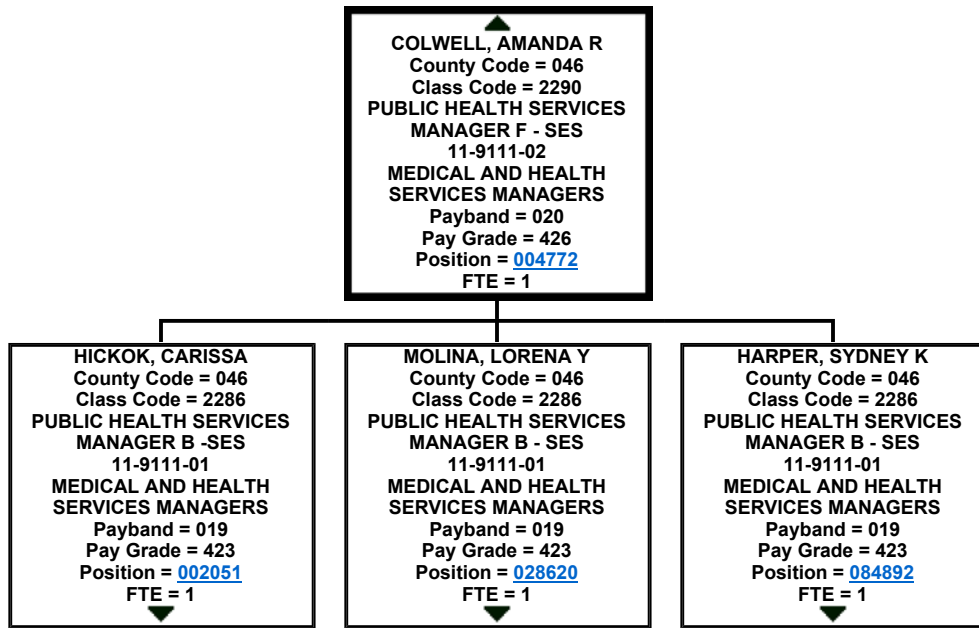 COLWELL, AMANDA R
County Code = 046
Class Code = 2290
PUBLIC HEALTH SERVICES
MANAGER F - SES
11-9111-02
MEDICAL AND HEALTH
SERVICES MANAGERS
Payband = 020
Pay Grade = 426
Position = 004772
FTE = 1
HICKOK, CARISSA
County Code = 046
Class Code = 2286
PUBLIC HEALTH SERVICES
MANAGER B -SES
11-9111-01
MEDICAL AND HEALTH
SERVICES MANAGERS
Payband = 019
Pay Grade = 423
Position = 002051
FTE = 1
MOLINA, LORENA Y
County Code = 046
Class Code = 2286
PUBLIC HEALTH SERVICES
MANAGER B - SES
11-9111-01
MEDICAL AND HEALTH
SERVICES MANAGERS
Payband = 019
Pay Grade = 423
Position = 028620
FTE = 1
HARPER, SYDNEY K
County Code = 046
Class Code = 2286
PUBLIC HEALTH SERVICES
MANAGER B - SES
11-9111-01
MEDICAL AND HEALTH
SERVICES MANAGERS
Payband = 019
Pay Grade = 423
Position = 084892
FTE = 1